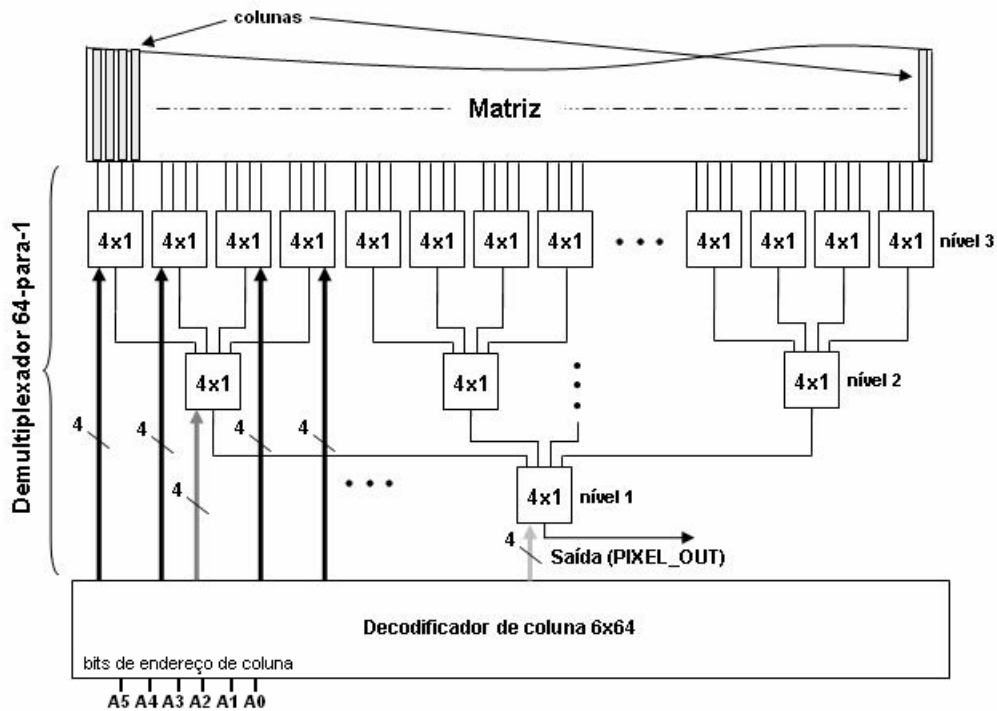 colunas
Matriz
Demultiplexador 64-para-1
4x1 4x1 4x1 4x1 4x1 4x1 4x1 4x1 4x1 4x1 4x1 4x1 nível 3
4x1 4x1 4x1 nível 2
4 4 4 4
4
4x1 nível 1
4
Saída (PIXEL_OUT)
Decodificador de coluna 6x64
bits de endereço de coluna
A5 A4 A3 A2 A1 A0